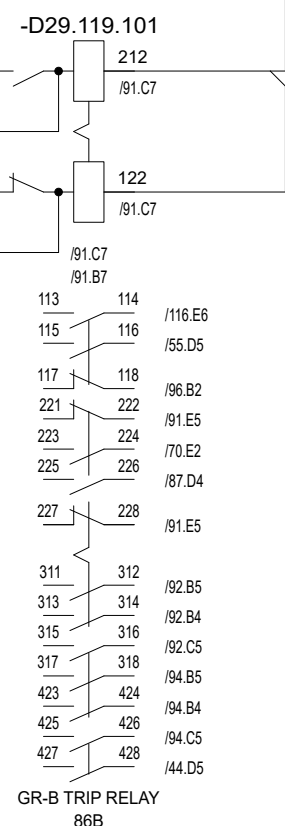 -D29.119.101
212
/91.C7
122
/91.C7
/91.C7
/91.B7
113 114 /116.E6
115 116 /55.D5
117 118 /96.B2
221 222 /91.E5
223 224 /70.E2
225 226 /87.D4
227 228 /91.E5
311 312 /92.B5
313 314 /92.B4
315 316 /92.C5
317 318 /94.B5
423 424 /94.B4
425 426 /94.C5
427 428 /44.D5
GR-B TRIP RELAY
86B